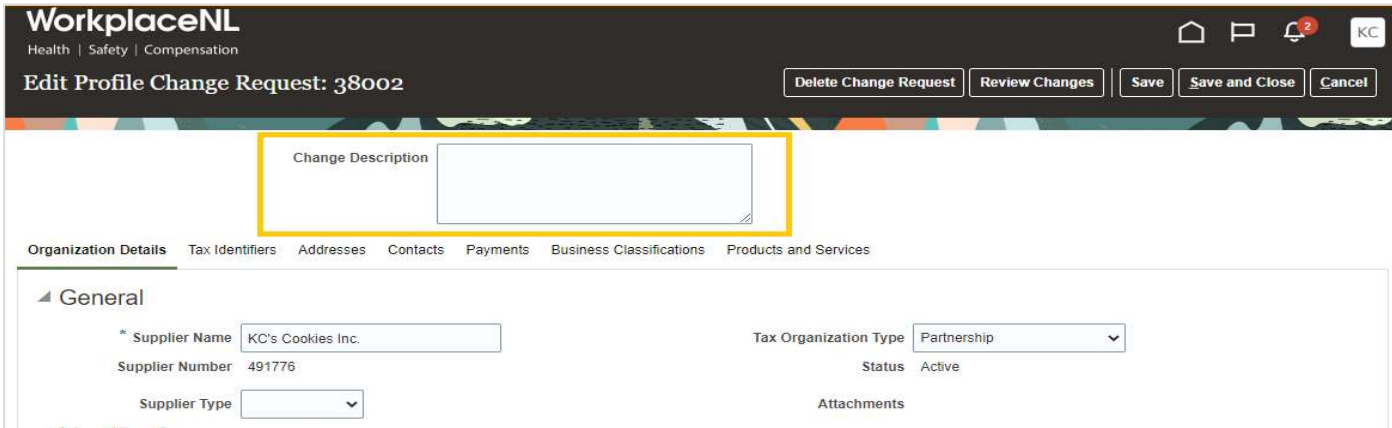 WorkplaceNL
Health | Safety | Compensation
2
KC
Edit Profile Change Request: 38002
Delete Change Request Review Changes Save Save and Close Cancel
Change Description
Organization Details Tax Identifiers Addresses Contacts Payments Business Classifications Products and Services
General
* Supplier Name KC's Cookies Inc. Tax Organization Type Partnership
Supplier Number 491776 Status Active
Supplier Type Attachments